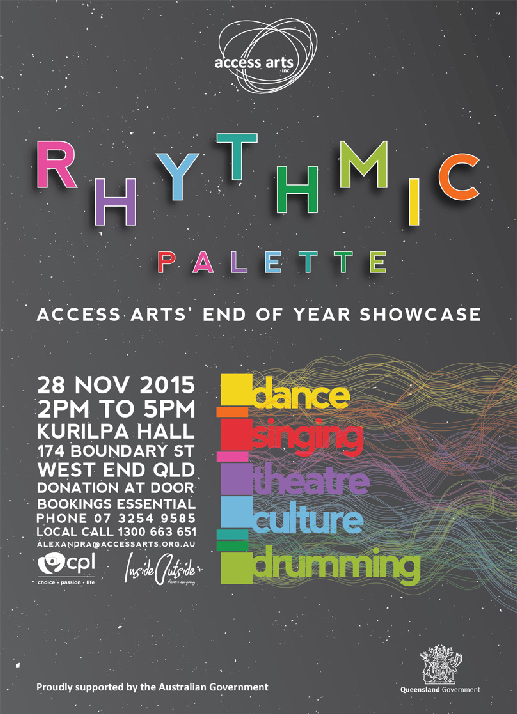 access arts
RHYTHMIC
PALETTE
ACCESS ARTS' END OF YEAR SHOWCASE
28 NOV 2015
2PM TO 5PM
KURILPA HALL
174 BOUNDARY ST
WEST END QLD
DONATION AT DOOR
BOOKINGS ESSENTIAL
PHONE 07 3254 9585
LOCAL CALL 1300 663 651
ALEXANDRA@ACCESSARTS.ORG.AU
cpl
choice • passion • life
Inside Outside
dance
singing
theatre
culture
drumming
Proudly supported by the Australian Government
Queensland Government